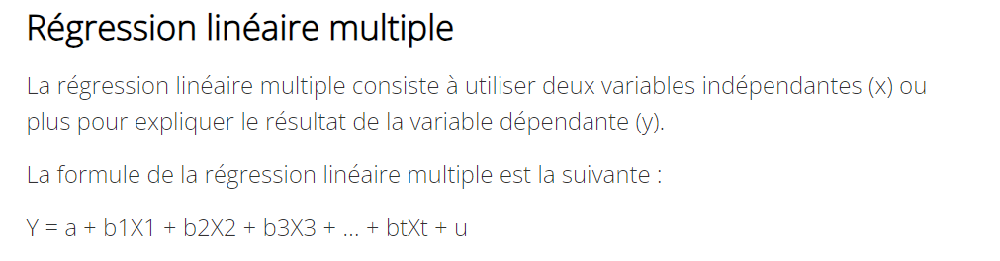 Régression linéaire multiple
La régression linéaire multiple consiste à utiliser deux variables indépendantes (x) ou
plus pour expliquer le résultat de la variable dépendante (y).
La formule de la régression linéaire multiple est la suivante :
Y = a + b1X1 + b2X2 + b3X3 + ... + btXt + u